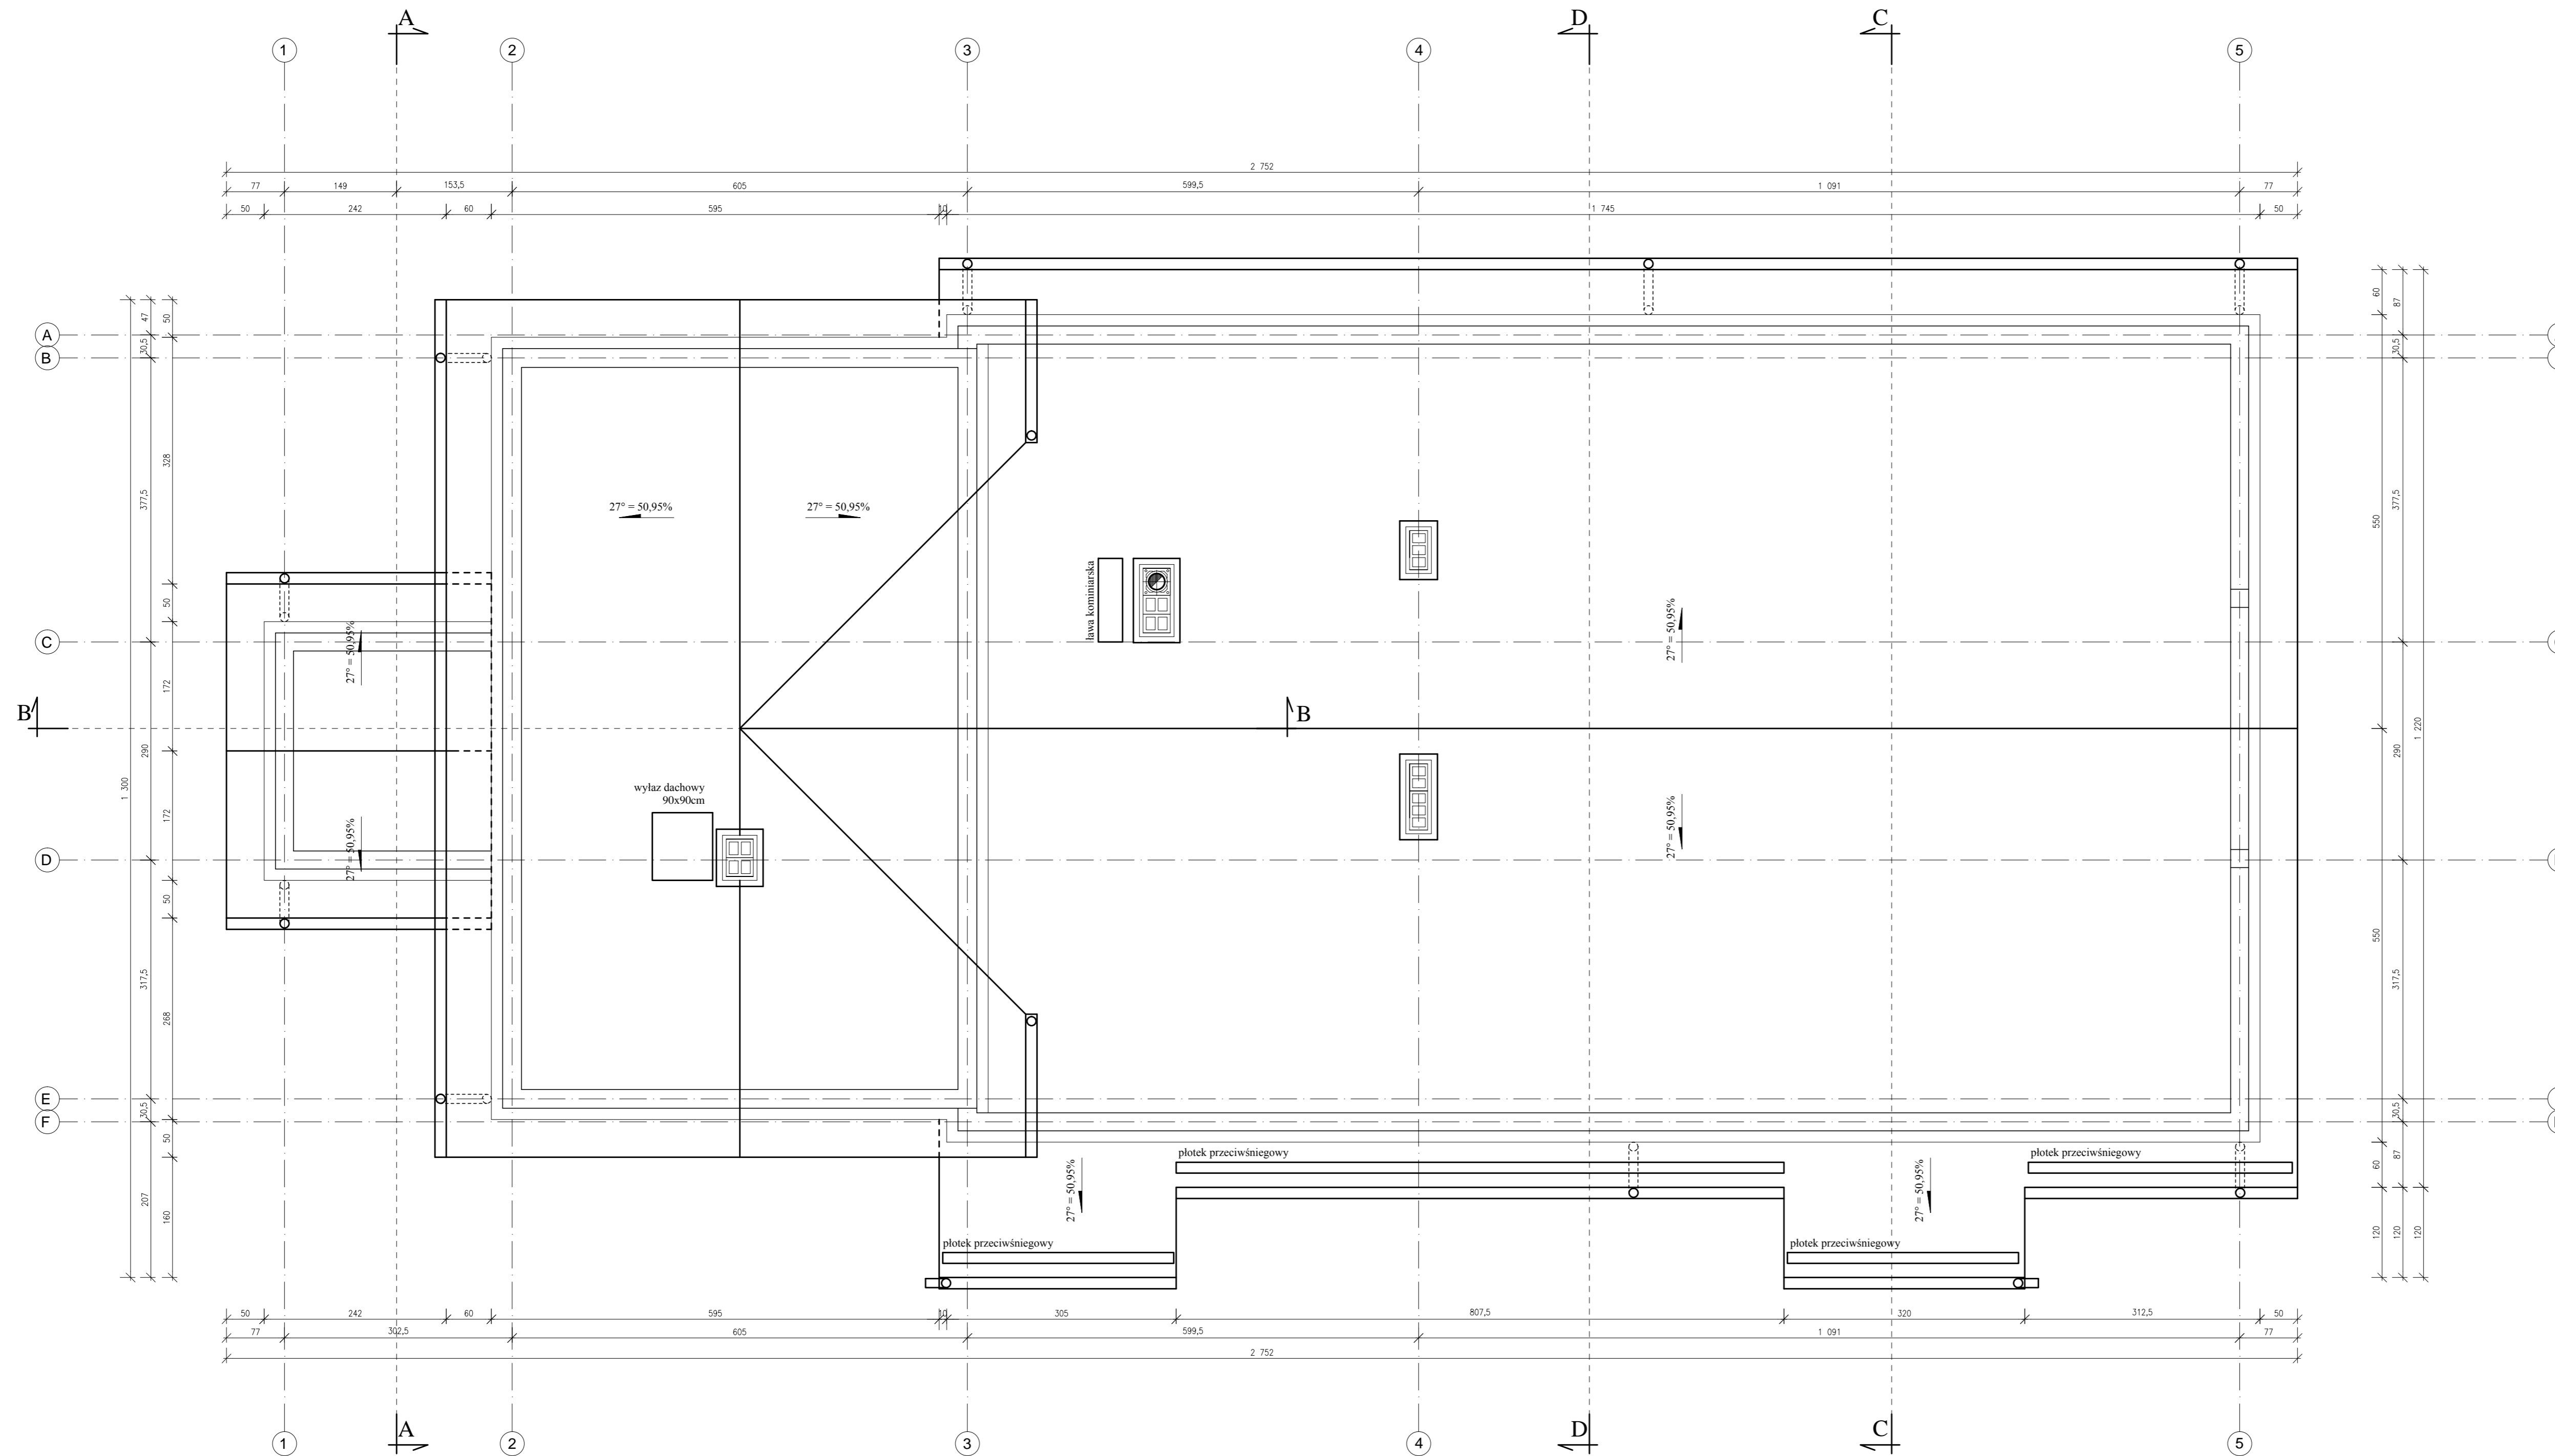 A D C
1 2 3 4 5
2 752
77 149 153,5 605 599,5 1 091 77
50 242 60 595 10 1 745 50
A
B
C
D
E
F
47
30,5
377,5
290
317,5
30,5
207
50
328
50
172
172
50
268
50
160
1 300
60
550
550
60
120
87
30,5
377,5
290
317,5
30,5
87
120
1 220
120
27° = 50,95% 27° = 50,95%
ława kominiarska
27° = 50,95%
27° = 50,95%
B B
wyłaz dachowy
90x90cm
27° = 50,95%
27° = 50,95%
płotek przeciwśniegowy płotek przeciwśniegowy
27° = 50,95% 27° = 50,95%
płotek przeciwśniegowy płotek przeciwśniegowy
50 242 60 595 10 305 807,5 320 312,5 50
77 302,5 605 599,5 1 091 77
2 752
A D C
1 2 3 4 5